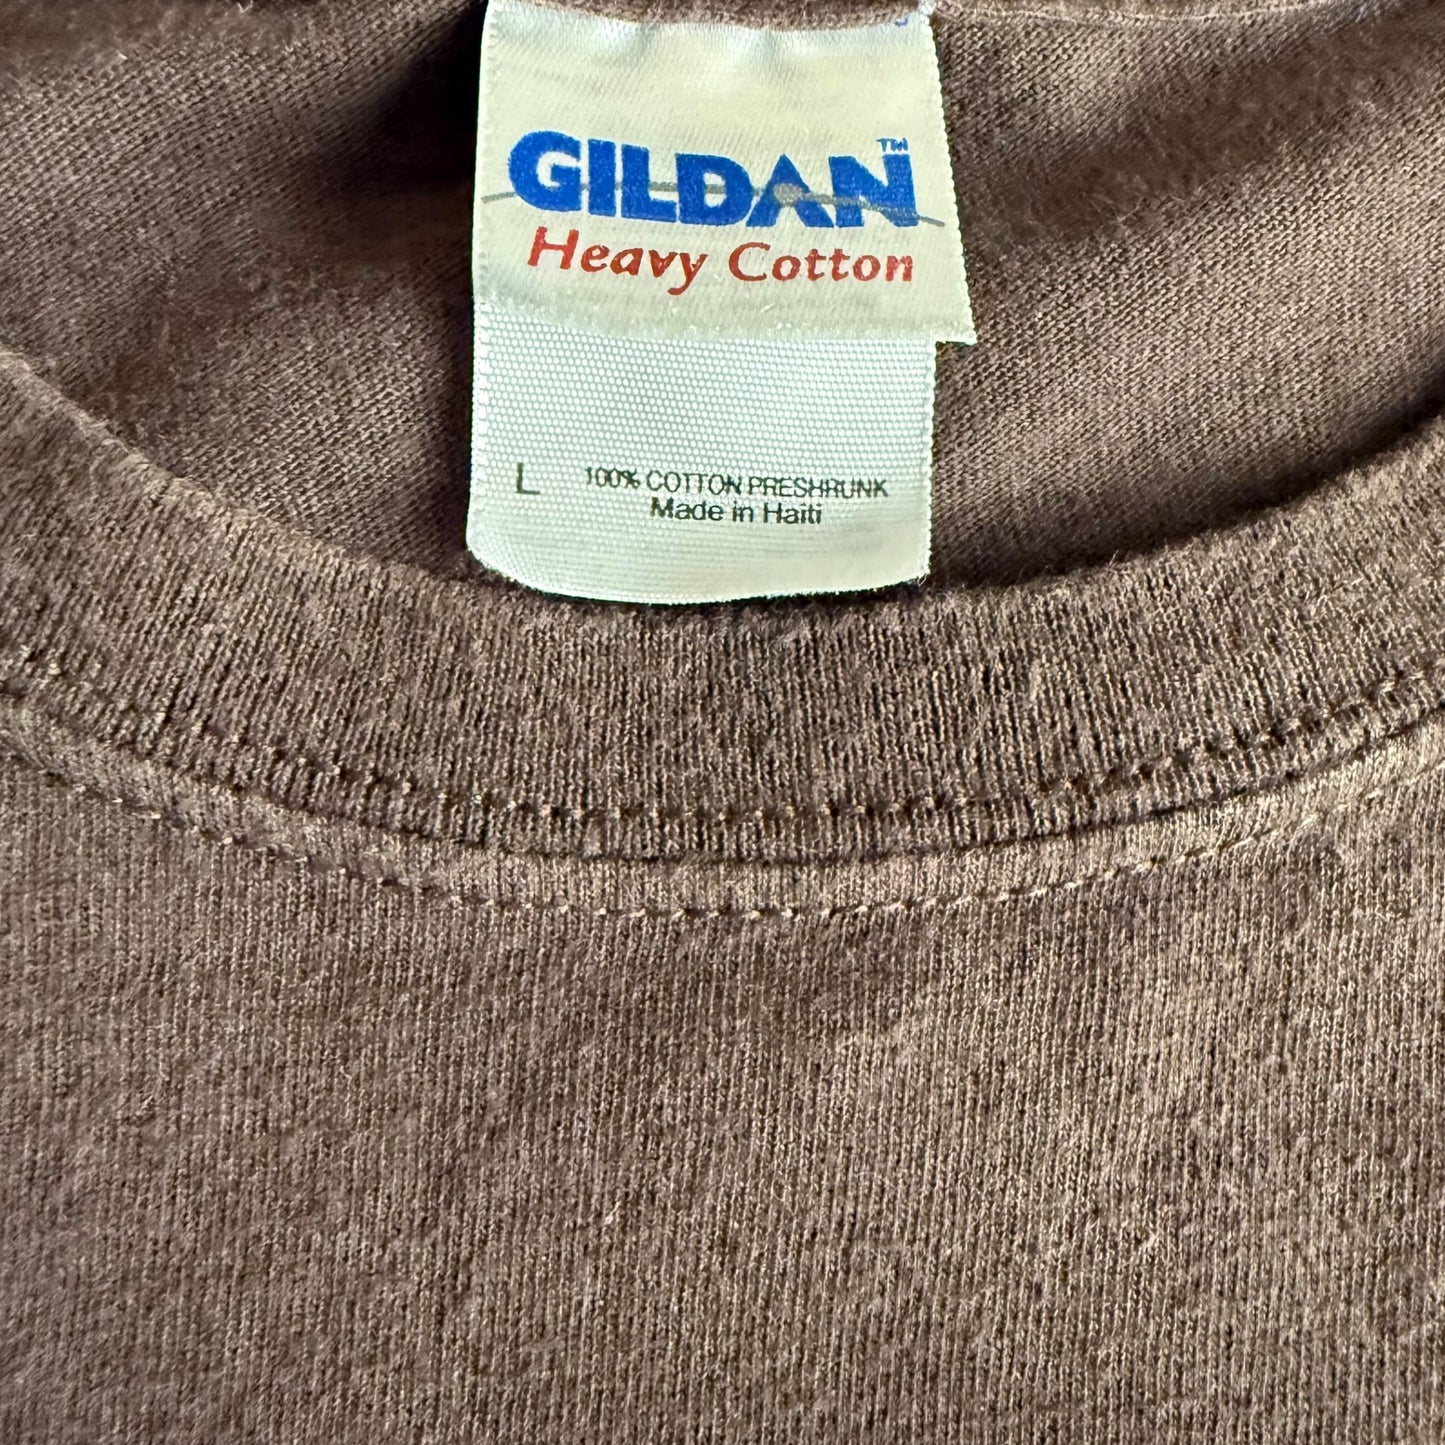 GILDAN™
Heavy Cotton
L 100% COTTON PRESHRUNK
Made in Haiti